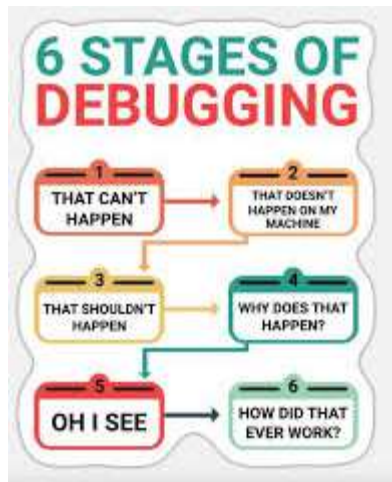 6 STAGES OF
DEBUGGING
1
THAT CAN'T
HAPPEN
2
THAT DOESN'T
HAPPEN ON MY
MACHINE
3
THAT SHOULDN'T
HAPPEN
4
WHY DOES THAT
HAPPEN?
5
OH I SEE
6
HOW DID THAT
EVER WORK?